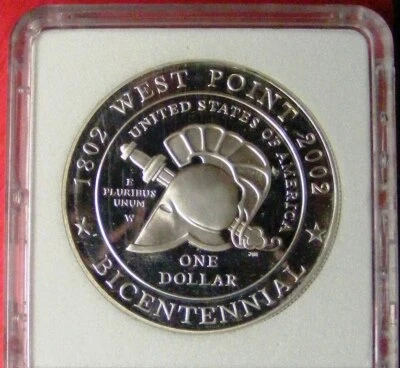 1802 WEST POINT 2002
UNITED STATES OF AMERICA
E
PLURIBUS
UNUM
W
ONE
DOLLAR
BICENTENNIAL